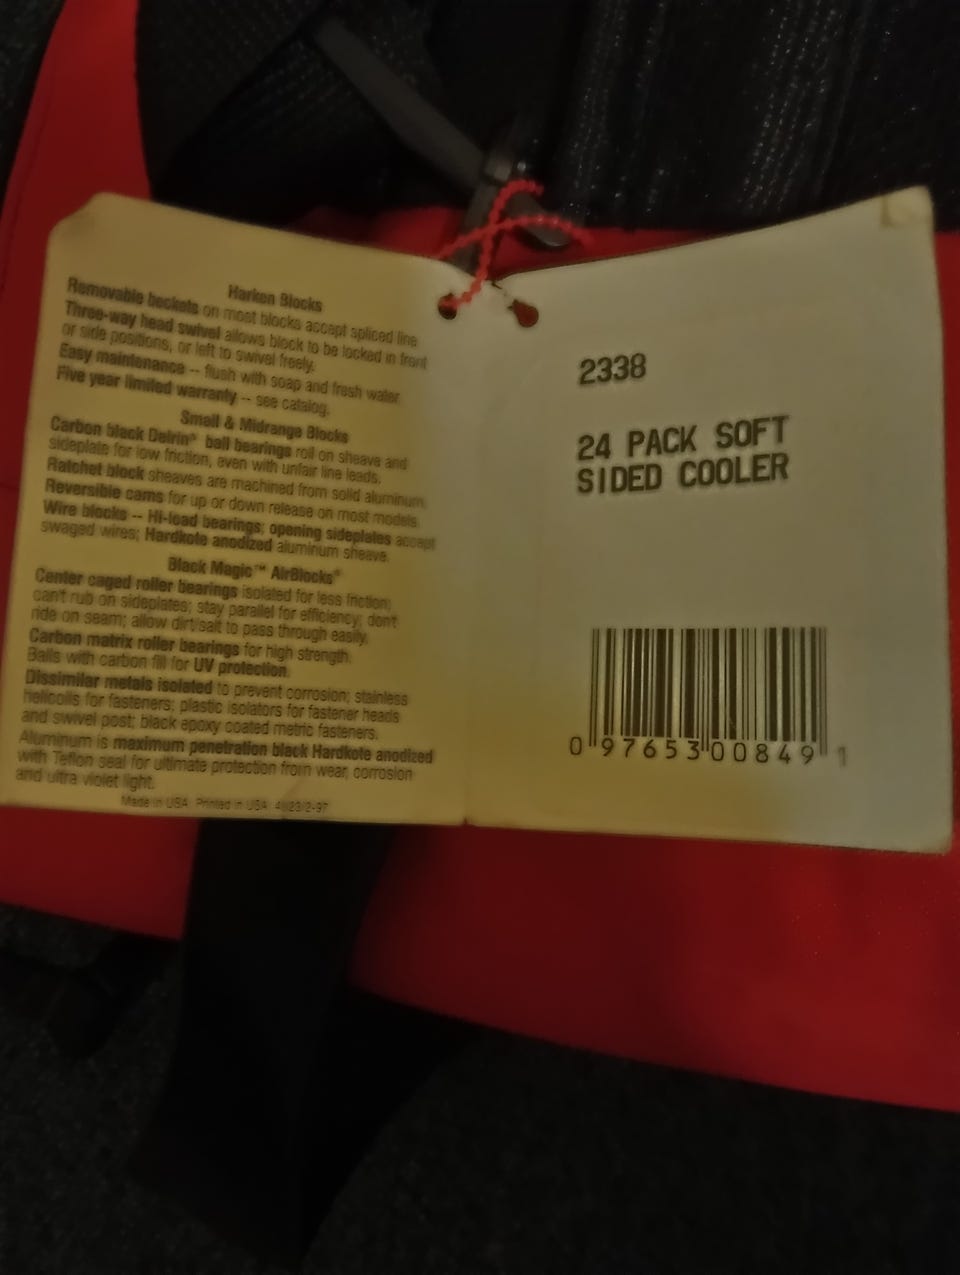 Harken Blocks
Removable beckets on most blocks accept spliced line
Three-way head swivel allows block to be locked in front
or side positions, or left to swivel freely.
Easy maintenance -- flush with soap and fresh water.
Five year limited warranty -- see catalog.
Small & Midrange Blocks
Carbon black Delrin® ball bearings roll on sheave and
sideplate for low friction, even with unfair line leads.
Ratchet block sheaves are machined from solid aluminum.
Reversible cams for up or down release on most models.
Wire blocks -- Hi-load bearings; opening sideplates accept
swaged wires; Hardkote anodized aluminum sheave.
Black Magic™ AirBlocks®
Center caged roller bearings isolated for less friction;
can't rub on sideplates; stay parallel for efficiency; don't
ride on seam; allow dirt/salt to pass through easily.
Carbon matrix roller bearings for high strength.
Balls with carbon fill for UV protection.
Dissimilar metals isolated to prevent corrosion; stainless
helicoils for fasteners; plastic isolators for fastener heads
and swivel post; black epoxy coated metric fasteners.
Aluminum is maximum penetration black Hardkote anodized
with Teflon seal for ultimate protection from wear, corrosion
and ultra violet light.
Made in USA Printed in USA
2338
24 PACK SOFT
SIDED COOLER
0 97653 00849 1